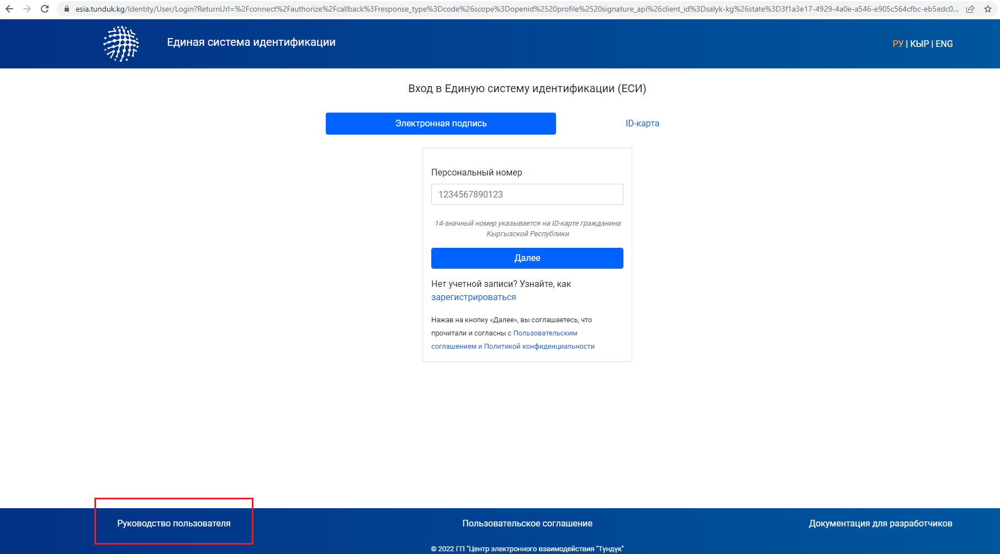 esia.tunduk.kg/Identity/User/Login?ReturnUrl=%2Fconnect%2Fauthorize%2Fcallback%3Fresponse_type%3Dcode%26scope%3Dopenid%2520profile%2520signature_api%26client_id%3Dsalyk-kg%26state%3D3f1a3e17-4929-4a0e-a546-e905c564cfbc-eb5edc0...
Единая система идентификации
РУ | КЫР | ENG
Вход в Единую систему идентификации (ЕСИ)
Электронная подпись
ID-карта
Персональный номер
1234567890123
14-значный номер указывается на ID-карте гражданина
Кыргызской Республики
Далее
Нет учетной записи? Узнайте, как
зарегистрироваться
Нажав на кнопку «Далее», вы соглашаетесь, что
прочитали и согласны с Пользовательским
соглашением и Политикой конфиденциальности
Руководство пользователя
Пользовательское соглашение
Документация для разработчиков
© 2022 ГП "Центр электронного взаимодействия "Түндүк"